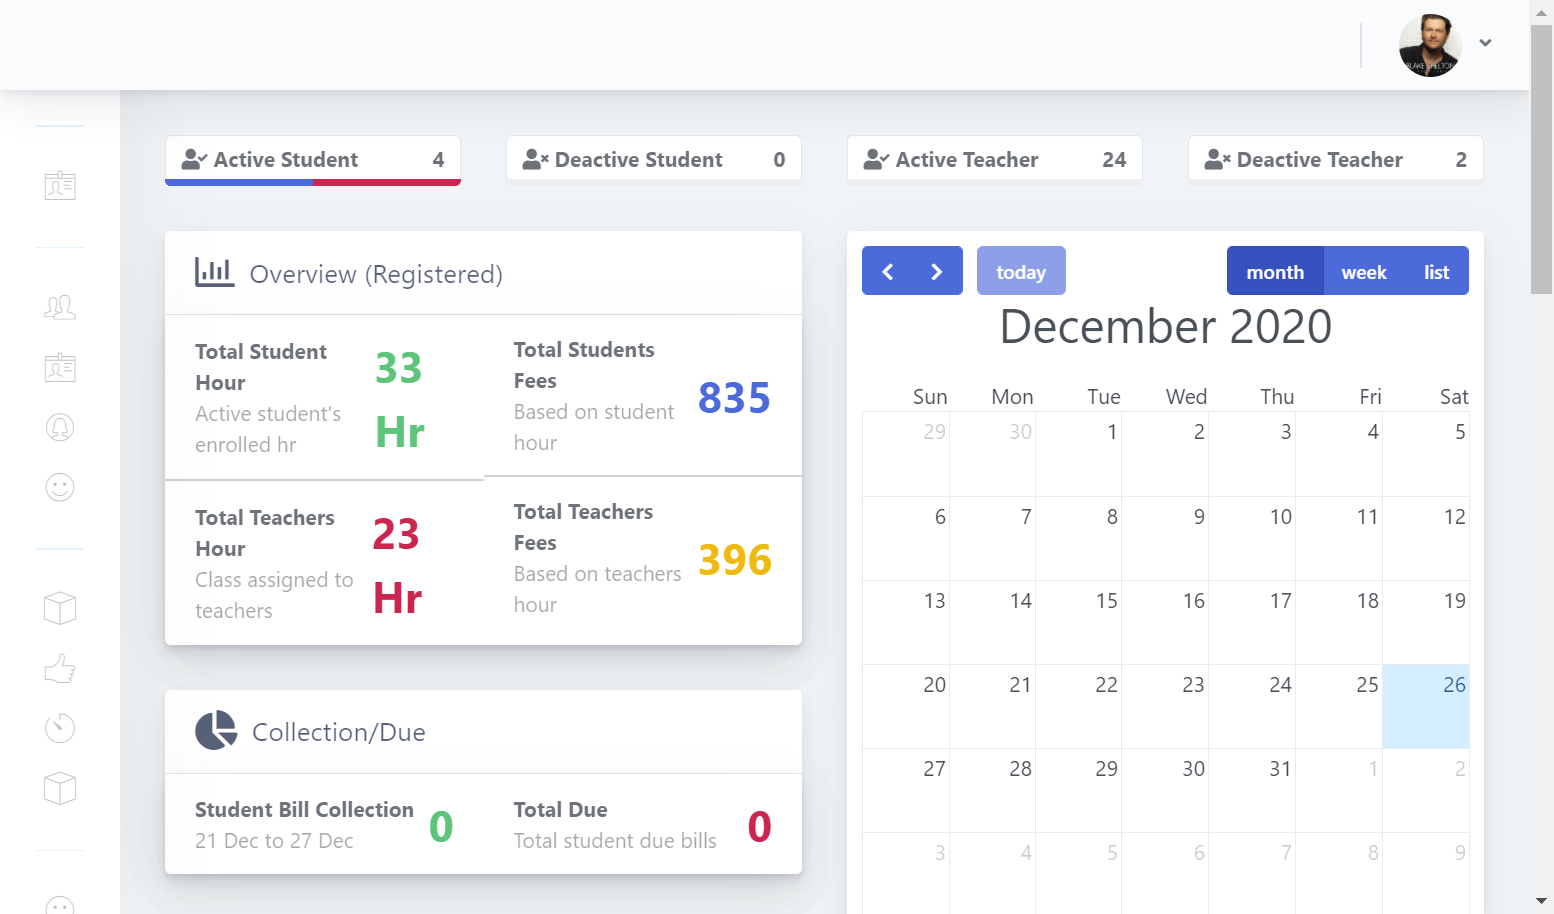 Active Student 4
Deactive Student 0
Active Teacher 24
Deactive Teacher 2
Overview (Registered)
Total Student
Hour
Active student's
enrolled hr
33
Hr
Total Students
Fees
Based on student
hour
835
Total Teachers
Hour
Class assigned to
teachers
23
Hr
Total Teachers
Fees
Based on teachers
hour
396
Collection/Due
Student Bill Collection
21 Dec to 27 Dec
0
Total Due
Total student due bills
0
today
month week list
December 2020
Sun Mon Tue Wed Thu Fri Sat
29 30 1 2 3 4 5
6 7 8 9 10 11 12
13 14 15 16 17 18 19
20 21 22 23 24 25 26
27 28 29 30 31 1 2
3 4 5 6 7 8 9